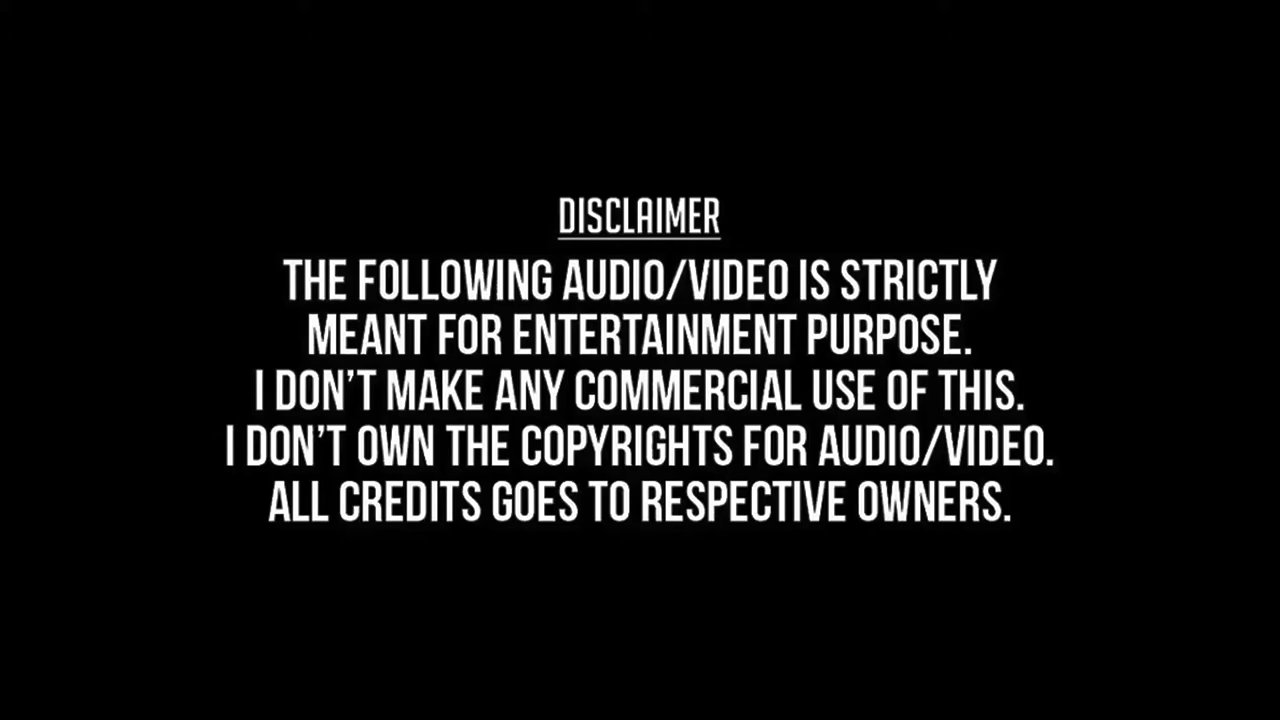 DISCLAIMER
THE FOLLOWING AUDIO/VIDEO IS STRICTLY
MEANT FOR ENTERTAINMENT PURPOSE.
I DON’T MAKE ANY COMMERCIAL USE OF THIS.
I DON’T OWN THE COPYRIGHTS FOR AUDIO/VIDEO.
ALL CREDITS GOES TO RESPECTIVE OWNERS.